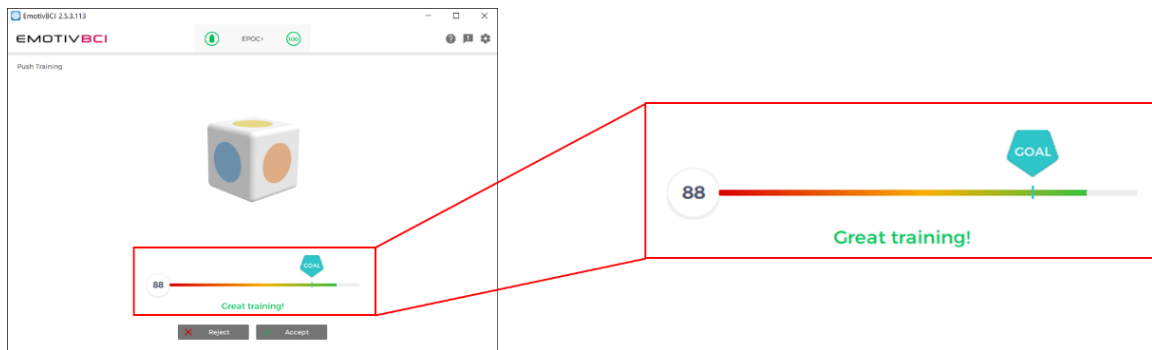 EmotivBCI 2.5.3.113
EMOTIVBCI
EPOC+
100
Push Training
GOAL
88
Great training!
Reject
Accept
GOAL
88
Great training!